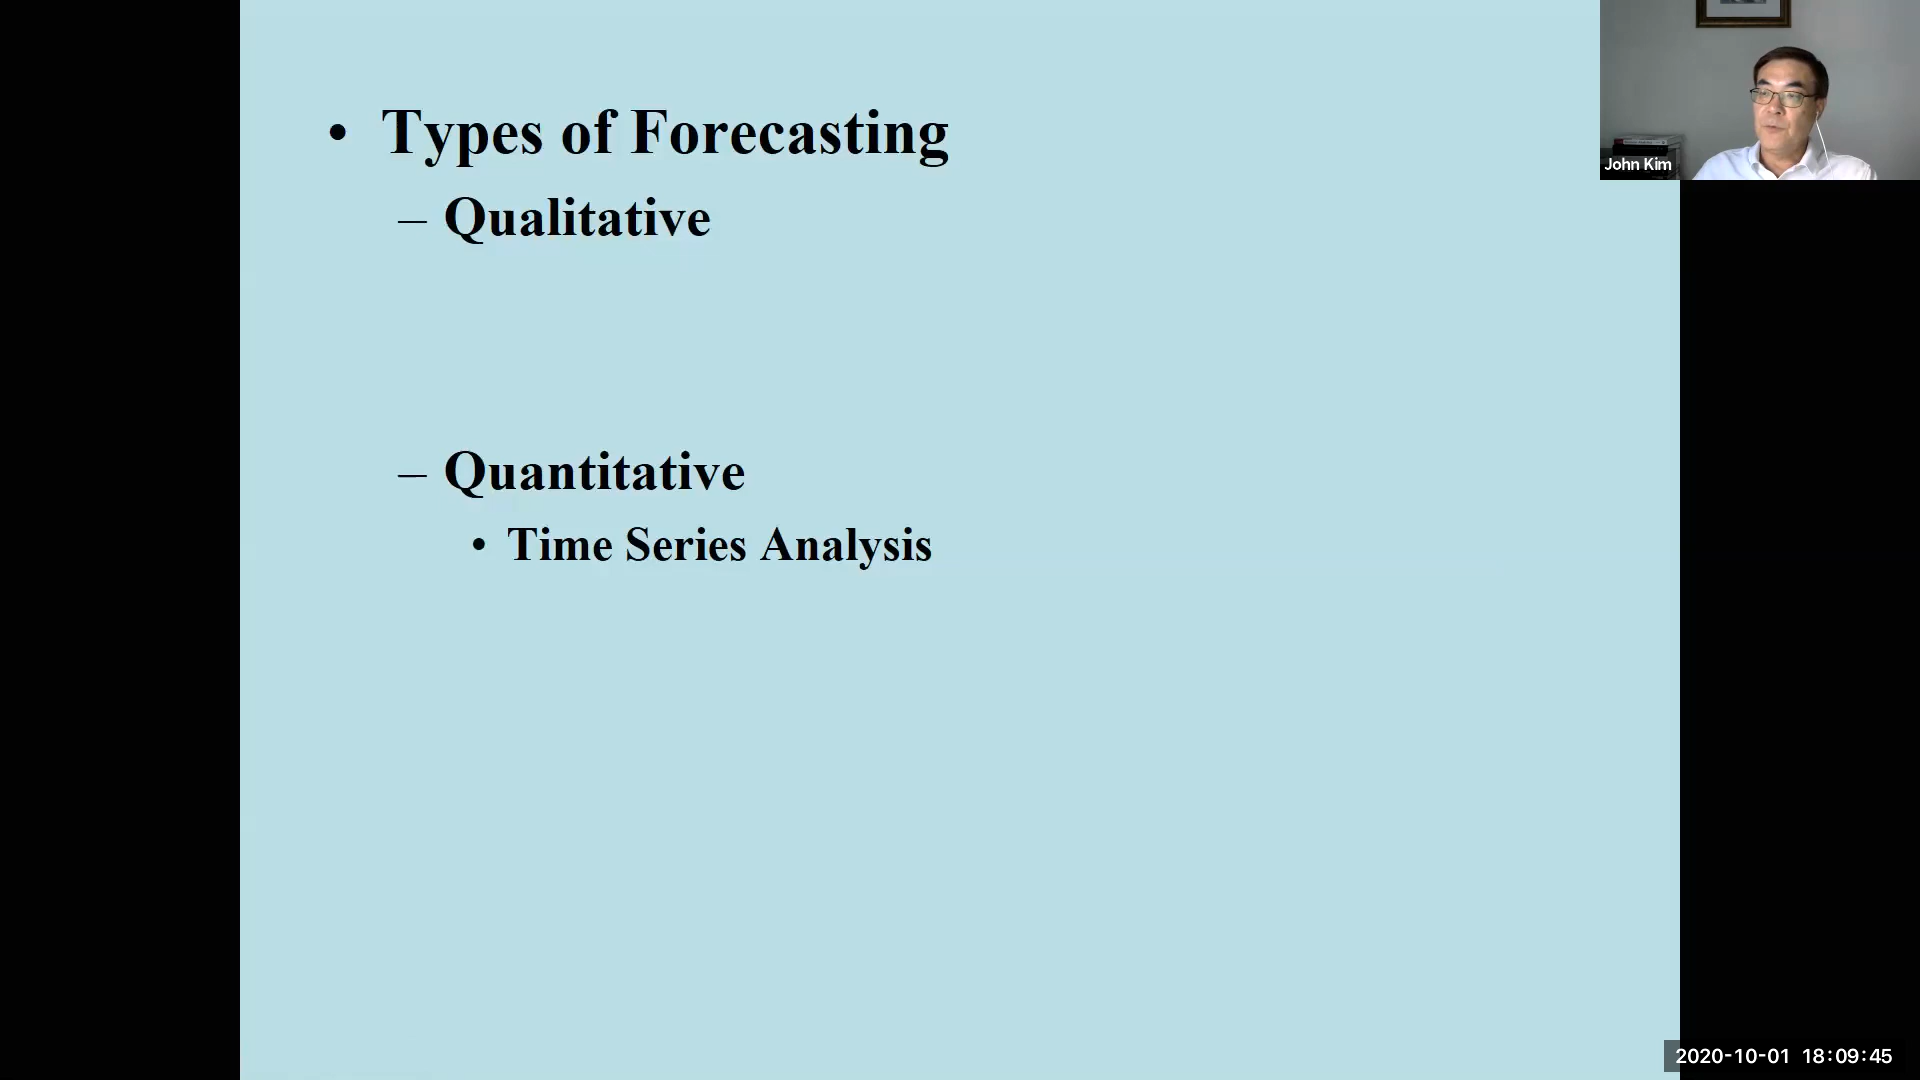 • Types of Forecasting
– Qualitative
– Quantitative
• Time Series Analysis
John Kim
2020-10-01 18:09:45